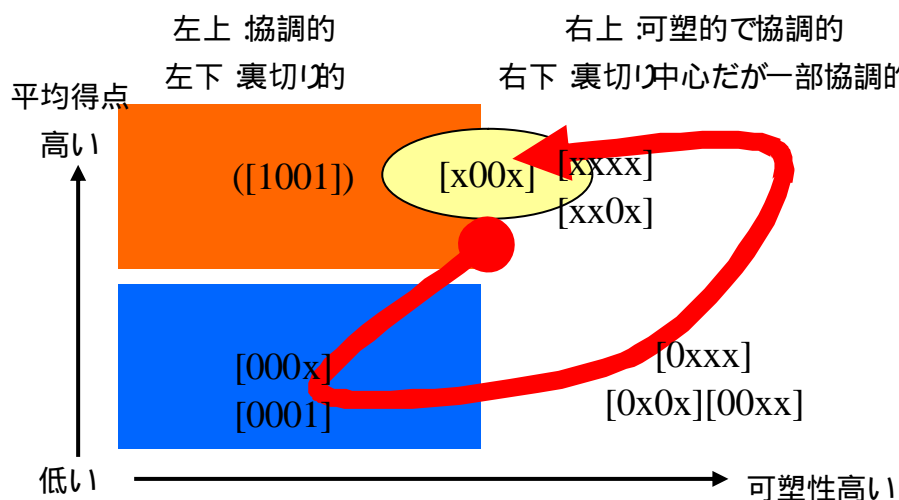 左上:協調的
右上:可塑的で協調的
左下:裏切り的
右下:裏切り中心だが一部協調的
平均得点
高い
([1001])
[x00x]
[xxxx]
[xx0x]
[000x]
[0001]
[0xxx]
[0x0x][00xx]
低い
可塑性高い